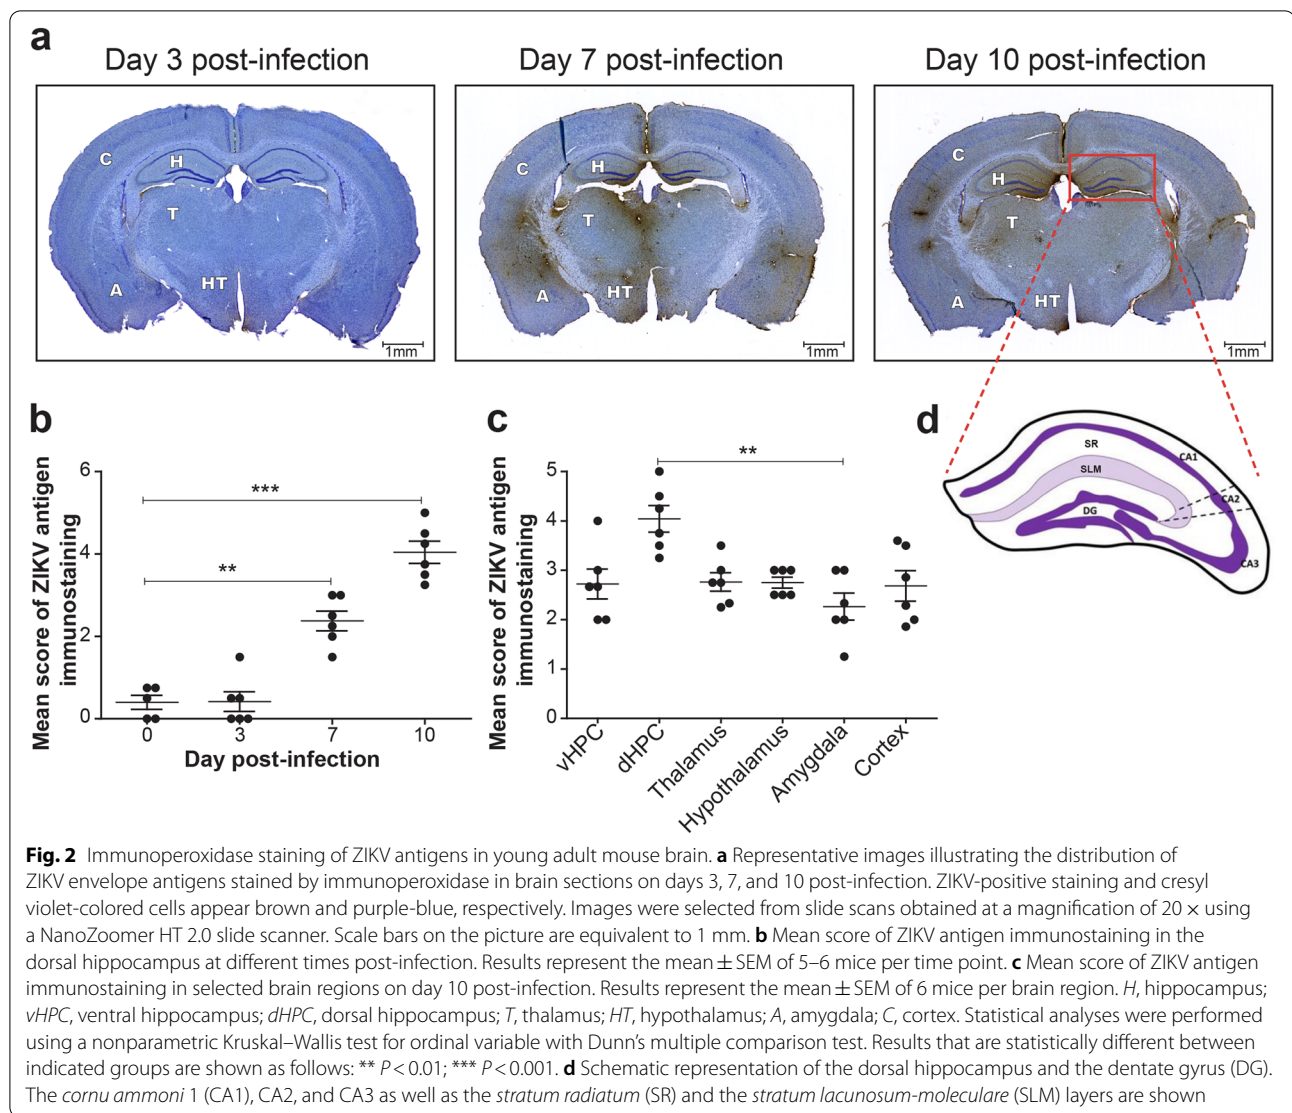 a
Day 3 post-infection
Day 7 post-infection
Day 10 post-infection
C
H
T
HT
A
1mm
C
H
T
HT
A
1mm
C
H
T
HT
A
1mm
b
Mean score of ZIKV antigen
immunostaining
6
4
2
0
***
**
0
3
7
10
Day post-infection
c
Mean score of ZIKV antigen
immunostaining
5
4
3
2
1
0
**
vHPC
dHPC
Thalamus
Hypothalamus
Amygdala
Cortex
d
SR
SLM
DG
CA1
CA2
CA3
Fig. 2 Immunoperoxidase staining of ZIKV antigens in young adult mouse brain. a Representative images illustrating the distribution of
ZIKV envelope antigens stained by immunoperoxidase in brain sections on days 3, 7, and 10 post-infection. ZIKV-positive staining and cresyl
violet-colored cells appear brown and purple-blue, respectively. Images were selected from slide scans obtained at a magnification of 20 × using
a NanoZoomer HT 2.0 slide scanner. Scale bars on the picture are equivalent to 1 mm. b Mean score of ZIKV antigen immunostaining in the
dorsal hippocampus at different times post-infection. Results represent the mean ± SEM of 5–6 mice per time point. c Mean score of ZIKV antigen
immunostaining in selected brain regions on day 10 post-infection. Results represent the mean ± SEM of 6 mice per brain region. H, hippocampus;
vHPC, ventral hippocampus; dHPC, dorsal hippocampus; T, thalamus; HT, hypothalamus; A, amygdala; C, cortex. Statistical analyses were performed
using a nonparametric Kruskal–Wallis test for ordinal variable with Dunn's multiple comparison test. Results that are statistically different between
indicated groups are shown as follows: ** P < 0.01; *** P < 0.001. d Schematic representation of the dorsal hippocampus and the dentate gyrus (DG).
The cornu ammoni 1 (CA1), CA2, and CA3 as well as the stratum radiatum (SR) and the stratum lacunosum-moleculare (SLM) layers are shown